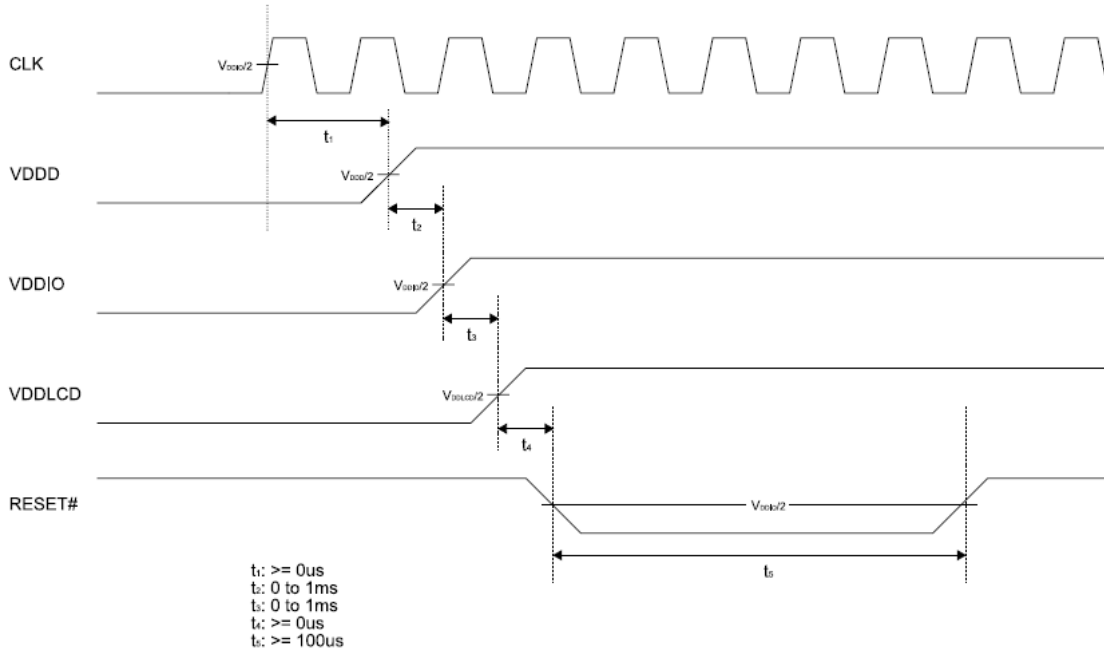 CLK
VDDIO/2
t1
VDDD
VDDD/2
t2
VDDIO
VDDIO/2
t3
VDDLCD
VDDLCD/2
t4
RESET#
VDDIO/2
t5
t1: >= 0us
t2: 0 to 1ms
t3: 0 to 1ms
t4: >= 0us
t5: >= 100us